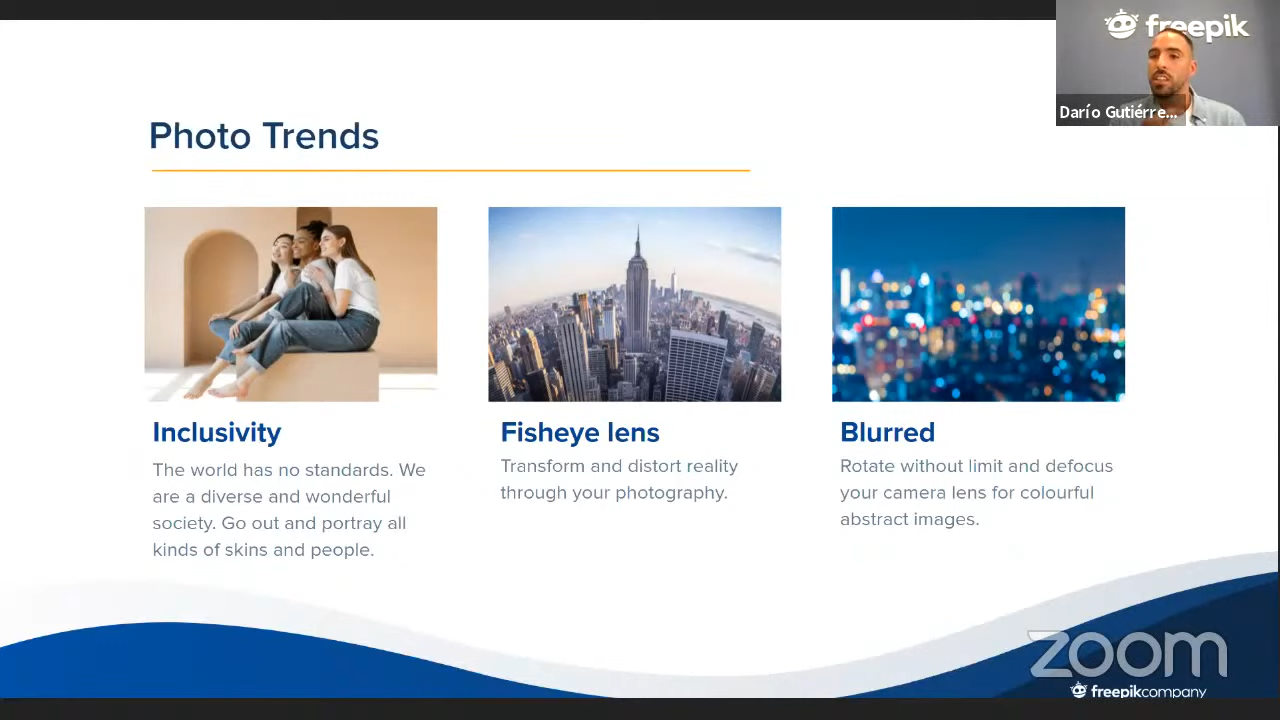 freepik
Darío Gutiérre...
Photo Trends
Inclusivity
The world has no standards. We
are a diverse and wonderful
society. Go out and portray all
kinds of skins and people.
Fisheye lens
Transform and distort reality
through your photography.
Blurred
Rotate without limit and defocus
your camera lens for colourful
abstract images.
zoom
freepikcompany